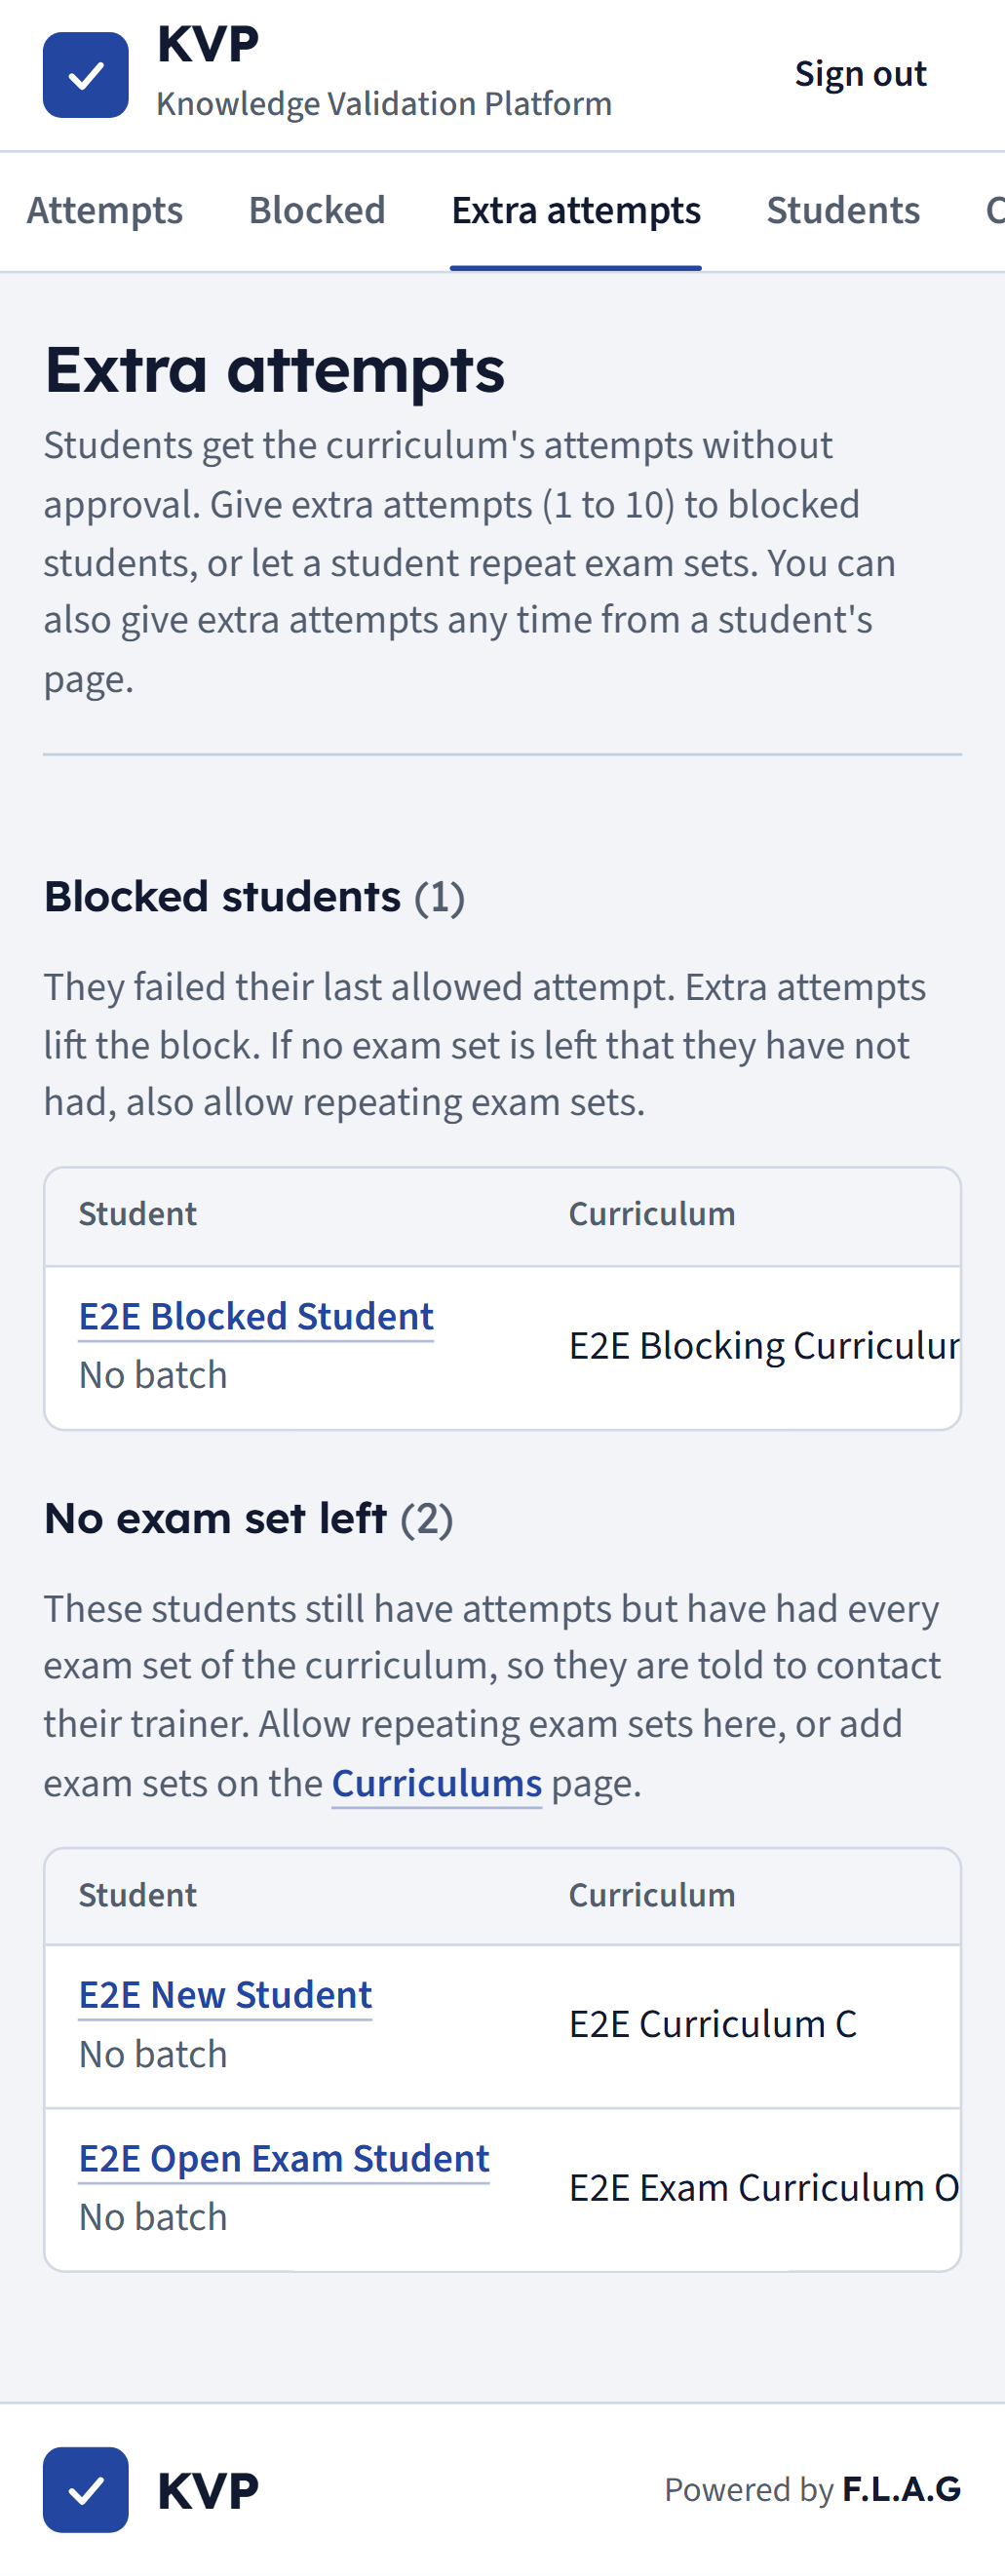 KVP
Knowledge Validation Platform
Sign out
Attempts
Blocked
Extra attempts
Students
C
Extra attempts
Students get the curriculum's attempts without
approval. Give extra attempts (1 to 10) to blocked
students, or let a student repeat exam sets. You can
also give extra attempts any time from a student's
page.
Blocked students (1)
They failed their last allowed attempt. Extra attempts
lift the block. If no exam set is left that they have not
had, also allow repeating exam sets.
Student
Curriculum
E2E Blocked Student
No batch
E2E Blocking Curriculu
No exam set left (2)
These students still have attempts but have had every
exam set of the curriculum, so they are told to contact
their trainer. Allow repeating exam sets here, or add
exam sets on the Curriculums page.
Student
Curriculum
E2E New Student
No batch
E2E Curriculum C
E2E Open Exam Student
No batch
E2E Exam Curriculum O
KVP
Powered by F.L.A.G